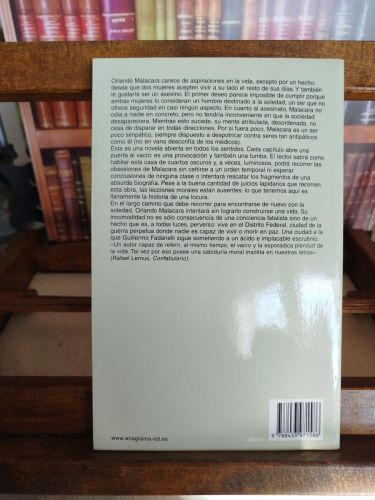 Orlando Malacara carece de aspiraciones en la vida, excepto por un hecho:
desea que dos mujeres acepten vivir a su lado el resto de sus días. Y también
le gustaría ser un asesino. El primer deseo parece imposible de cumplir porque
ambas mujeres lo consideran un hombre destinado a la soledad, un ser que no
ofrece seguridad en casi ningún aspecto. En cuanto al asesinato, Malacara no
odia a nadie en concreto, pero no tendría inconveniente en que la sociedad
desapareciera. Mientras esto sucede, su mente atribulada, desordenada, no
cesa de disparar en todas direcciones. Por si fuera poco, Malacara es un ser
poco simpático, siempre dispuesto a despotricar contra seres tan antipáticos
como él (no en vano desconfía de los médicos).
Ésta es una novela abierta en todos los sentidos. Cada capítulo abre una
puerta al vacío: es una provocación y también una tumba. El lector sabrá como
habitar esta casa de cuartos oscuros y, a veces, luminosos, podrá recorrer las
obsesiones de Malacara sin ceñirse a un orden temporal ni esperar
conclusiones de ninguna clase o intentará rescatar los fragmentos de una
absurda biografía. Pese a la buena cantidad de juicios lapidarios que recorren
esta obra, las lecciones morales están ausentes: lo que tenemos aquí es
llanamente la historia de una locura.
En el largo camino que debe recorrer para encontrarse de nuevo con la
soledad, Orlando Malacara intentará sin lograrlo construirse una vida. Su
incomodidad no es sólo consecuencia de una conciencia fatalista sino de un
hecho que es, a todas luces, perverso: vive en el Distrito Federal, ciudad de la
guerra perpetua donde nadie es capaz de vivir o morir en paz. Una ciudad a la
que Guillermo Fadanelli sigue sometiendo a un ácido e implacable escrutinio:
«Un autor capaz de referir, al mismo tiempo, el vacío y la esporádica plenitud de
la vida. Tal vez por eso posee una sabiduría moral insólita en nuestras letras»
(Rafael Lemus, Confabulario).
www.anagrama-ed.es
9 788433 971586